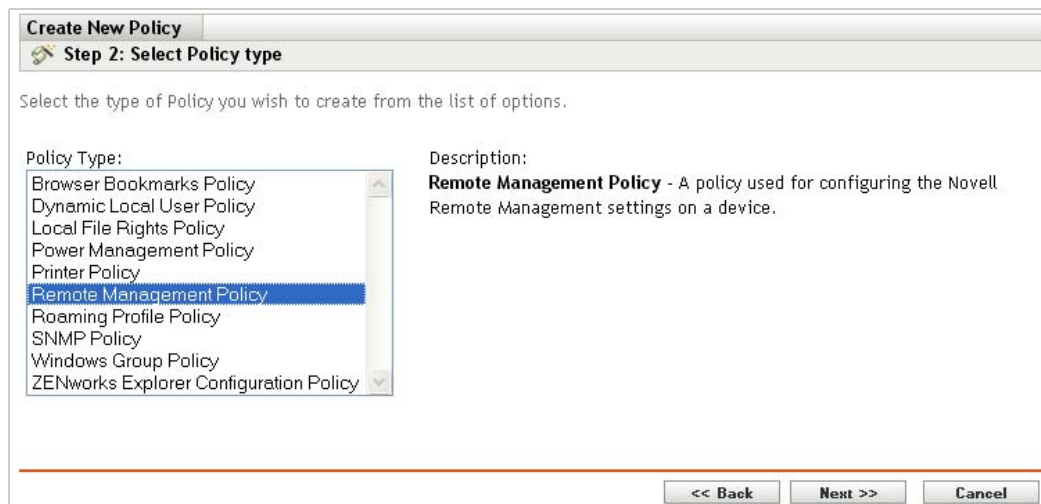 Create New Policy
Step 2: Select Policy type
Select the type of Policy you wish to create from the list of options.
Policy Type:
Browser Bookmarks Policy
Dynamic Local User Policy
Local File Rights Policy
Power Management Policy
Printer Policy
Remote Management Policy
Roaming Profile Policy
SNMP Policy
Windows Group Policy
ZENworks Explorer Configuration Policy
Description:
Remote Management Policy - A policy used for configuring the Novell
Remote Management settings on a device.
<< Back
Next >>
Cancel